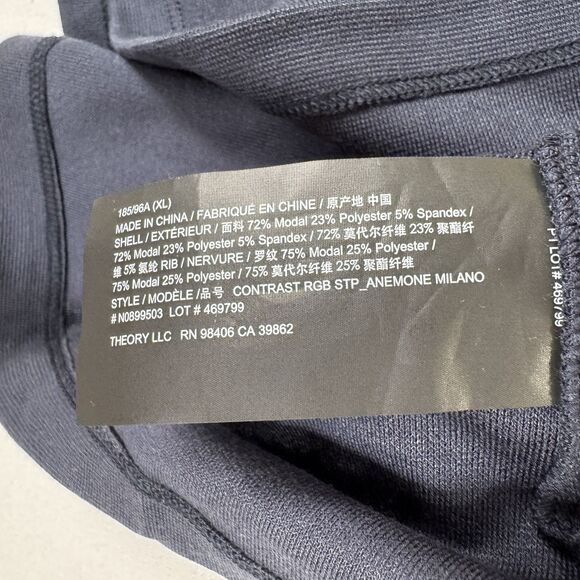 185/96A (XL)
MADE IN CHINA / FABRIQUÉ EN CHINE / 原产地 中国
SHELL / EXTÉRIEUR / 面料 72% Modal 23% Polyester 5% Spandex /
72% Modal 23% Polyester 5% Spandex / 72% 莫代尔纤维 23% 聚酯纤
维 5% 氨纶 RIB / NERVURE / 罗纹 75% Modal 25% Polyester /
75% Modal 25% Polyester / 75% 莫代尔纤维 25% 聚酯纤维
STYLE / MODÈLE / 品号 CONTRAST RGB STP_ANEMONE MILANO
# N0899503 LOT # 469799
THEORY LLC RN 98406 CA 39862
LOT # 469799